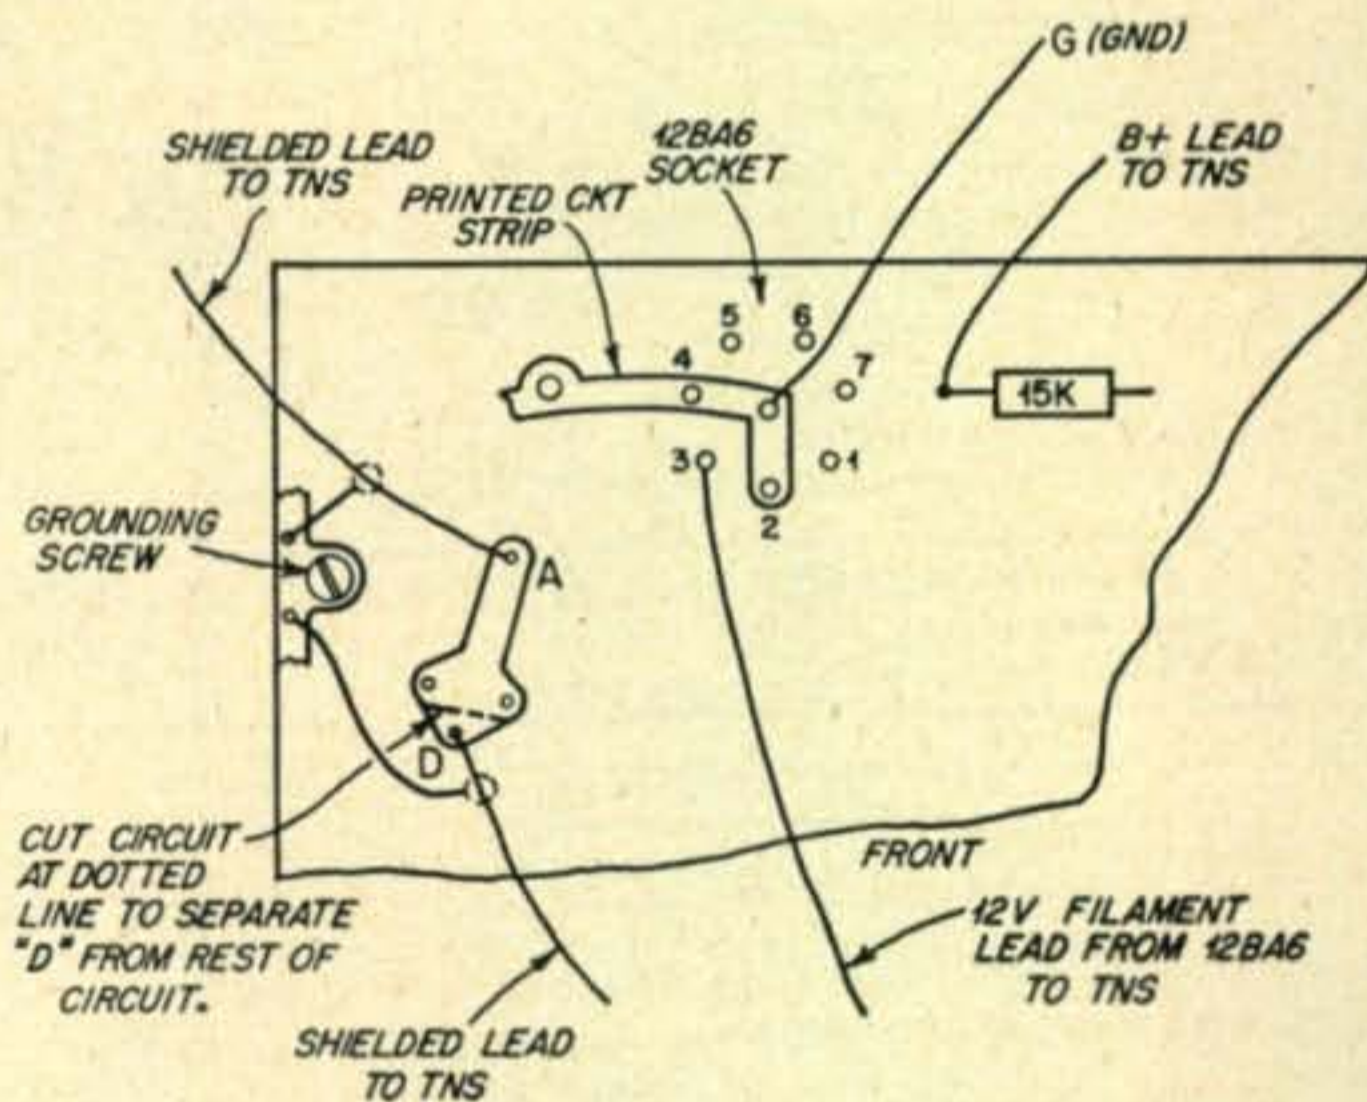 G (GND)
SHIELDED LEAD
TO TNS
12BA6
SOCKET
B+ LEAD
TO TNS
PRINTED CKT
STRIP
5
6
4
7
15K
3
1
2
GROUNDING
SCREW
A
D
CUT CIRCUIT
AT DOTTED
LINE TO SEPARATE
"D" FROM REST OF
CIRCUIT.
FRONT
12V FILAMENT
LEAD FROM 12BA6
TO TNS
SHIELDED LEAD
TO TNS